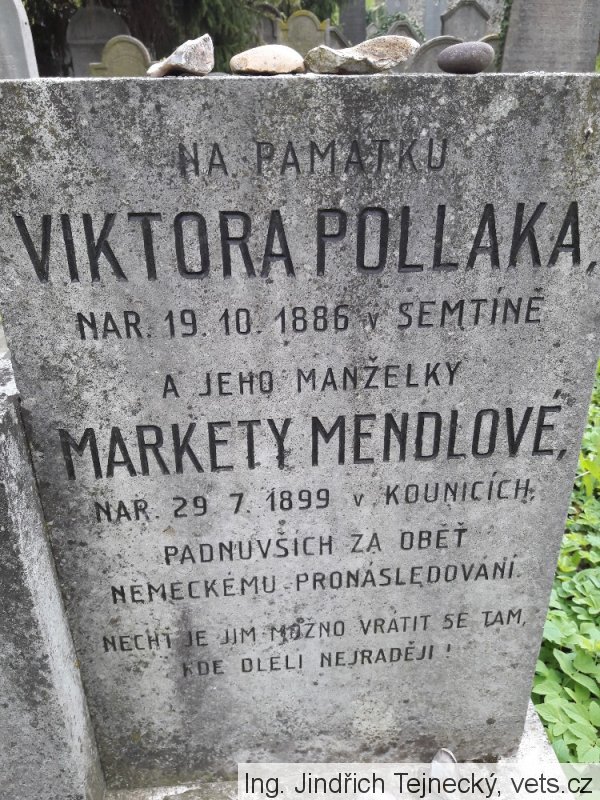 NA PAMÁTKU
VIKTORA POLLAKA,
NAR. 19. 10. 1886 v SEMTÍNĚ
A JEHO MANŽELKY
MARKETY MENDLOVÉ,
NAR. 29 7. 1899 v KOUNICÍCH,
PADNUVŠÍCH ZA OBĚŤ
NĚMECKÉMU PRONÁSLEDOVÁNÍ.
NECHŤ JE JIM MOŽNO VRÁTIT SE TAM,
KDE DLELI NEJRADĚJI !
Ing. Jindřich Tejnecký, vets.cz